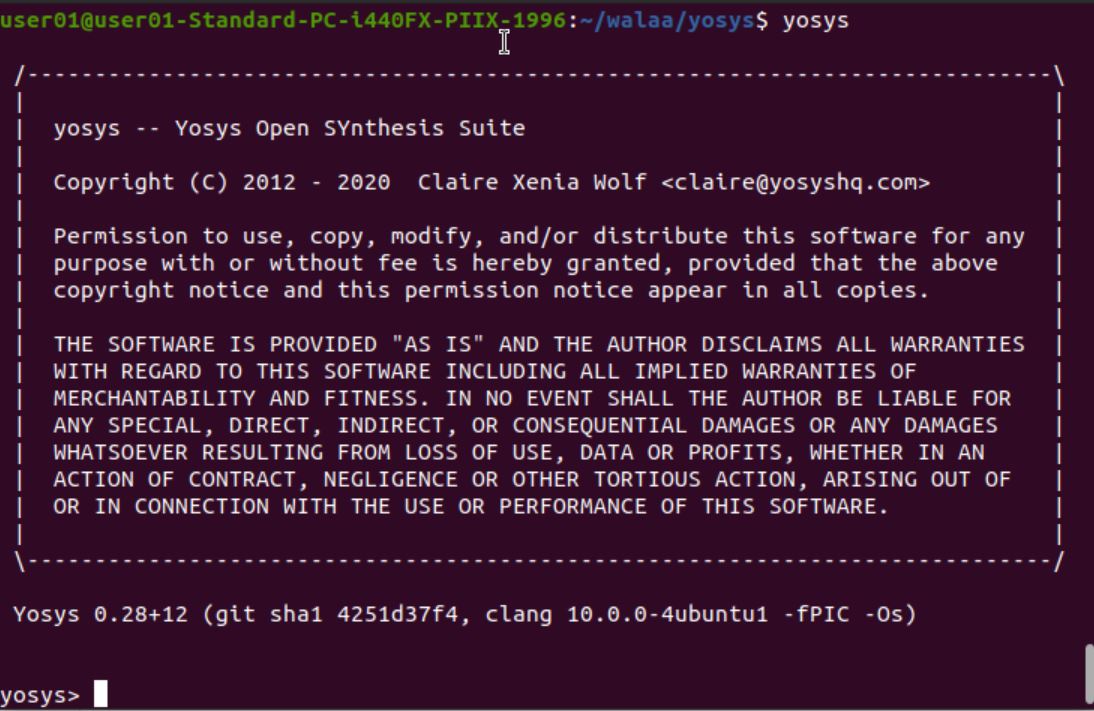 user01@user01-Standard-PC-i440FX-PIIX-1996:~/walaa/yosys$ yosys
/----------------------------------------------------------------------------\
|                                                                            |
|  yosys -- Yosys Open SYnthesis Suite                                       |
|                                                                            |
|  Copyright (C) 2012 - 2020  Claire Xenia Wolf <claire@yosyshq.com>         |
|                                                                            |
|  Permission to use, copy, modify, and/or distribute this software for any  |
|  purpose with or without fee is hereby granted, provided that the above    |
|  copyright notice and this permission notice appear in all copies.         |
|                                                                            |
|  THE SOFTWARE IS PROVIDED "AS IS" AND THE AUTHOR DISCLAIMS ALL WARRANTIES  |
|  WITH REGARD TO THIS SOFTWARE INCLUDING ALL IMPLIED WARRANTIES OF          |
|  MERCHANTABILITY AND FITNESS. IN NO EVENT SHALL THE AUTHOR BE LIABLE FOR   |
|  ANY SPECIAL, DIRECT, INDIRECT, OR CONSEQUENTIAL DAMAGES OR ANY DAMAGES    |
|  WHATSOEVER RESULTING FROM LOSS OF USE, DATA OR PROFITS, WHETHER IN AN     |
|  ACTION OF CONTRACT, NEGLIGENCE OR OTHER TORTIOUS ACTION, ARISING OUT OF   |
|  OR IN CONNECTION WITH THE USE OR PERFORMANCE OF THIS SOFTWARE.            |
|                                                                            |
\----------------------------------------------------------------------------/
Yosys 0.28+12 (git sha1 4251d37f4, clang 10.0.0-4ubuntu1 -fPIC -Os)
yosys>